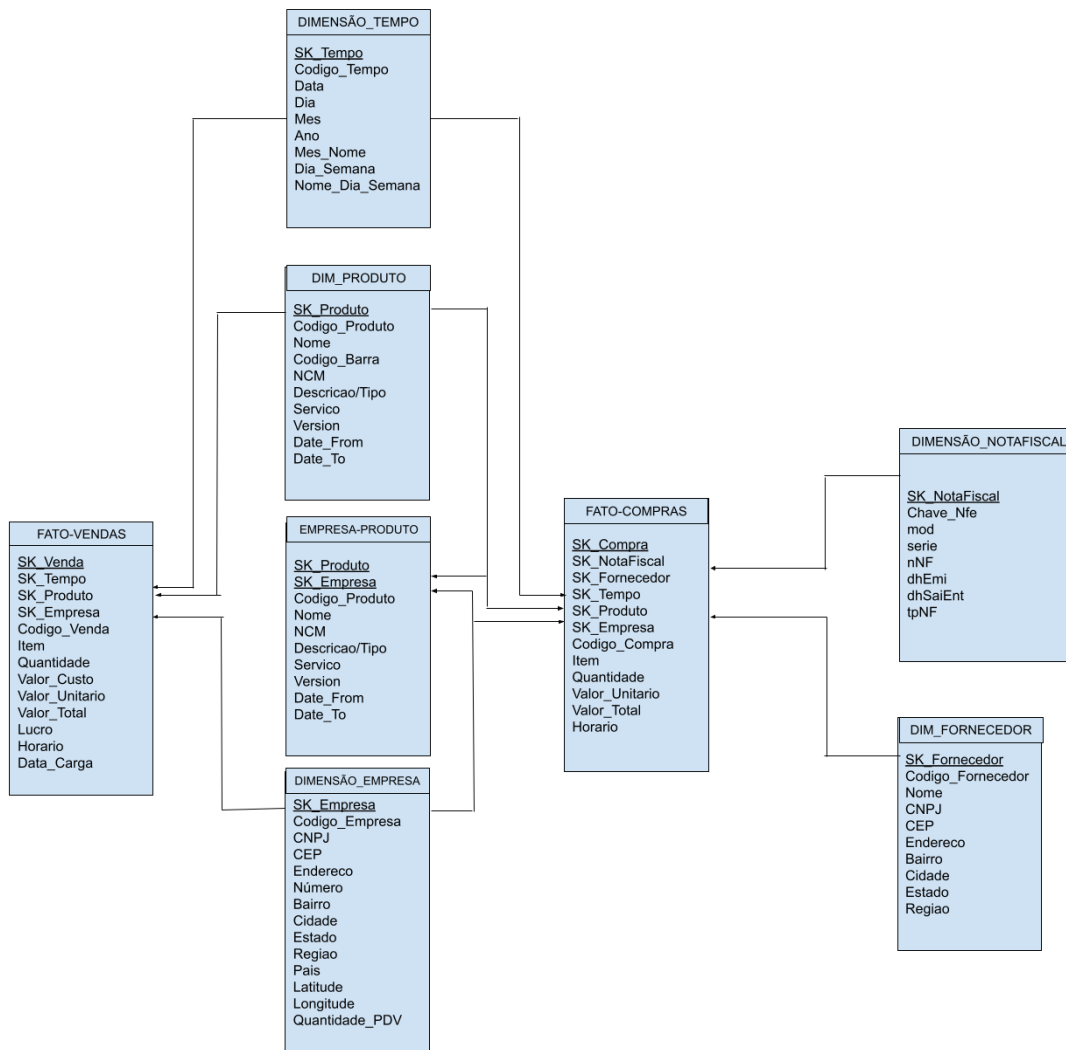 DIMENSÃO_TEMPO
SK_Tempo
Codigo_Tempo
Data
Dia
Mes
Ano
Mes_Nome
Dia_Semana
Nome_Dia_Semana
DIM_PRODUTO
SK_Produto
Codigo_Produto
Nome
Codigo_Barra
NCM
Descricao/Tipo
Servico
Version
Date_From
Date_To
FATO-VENDAS
SK_Venda
SK_Tempo
SK_Produto
SK_Empresa
Codigo_Venda
Item
Quantidade
Valor_Custo
Valor_Unitario
Valor_Total
Lucro
Horario
Data_Carga
EMPRESA-PRODUTO
SK_Produto
SK_Empresa
Codigo_Produto
Nome
NCM
Descricao/Tipo
Servico
Version
Date_From
Date_To
DIMENSÃO_EMPRESA
SK_Empresa
Codigo_Empresa
CNPJ
CEP
Endereco
Número
Bairro
Cidade
Estado
Regiao
Pais
Latitude
Longitude
Quantidade_PDV
FATO-COMPRAS
SK_Compra
SK_NotaFiscal
SK_Fornecedor
SK_Tempo
SK_Produto
SK_Empresa
Codigo_Compra
Item
Quantidade
Valor_Unitario
Valor_Total
Horario
DIMENSÃO_NOTAFISCAL
SK_NotaFiscal
Chave_Nfe
mod
serie
nNF
dhEmi
dhSaiEnt
tpNF
DIM_FORNECEDOR
SK_Fornecedor
Codigo_Fornecedor
Nome
CNPJ
CEP
Endereco
Bairro
Cidade
Estado
Regiao